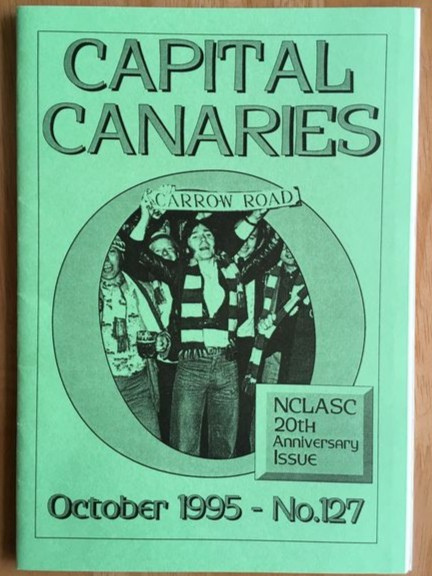 CAPITAL
CANARIES
CARROW ROAD
NCLASC
20th
Anniversary
Issue
October 1995 - No.127